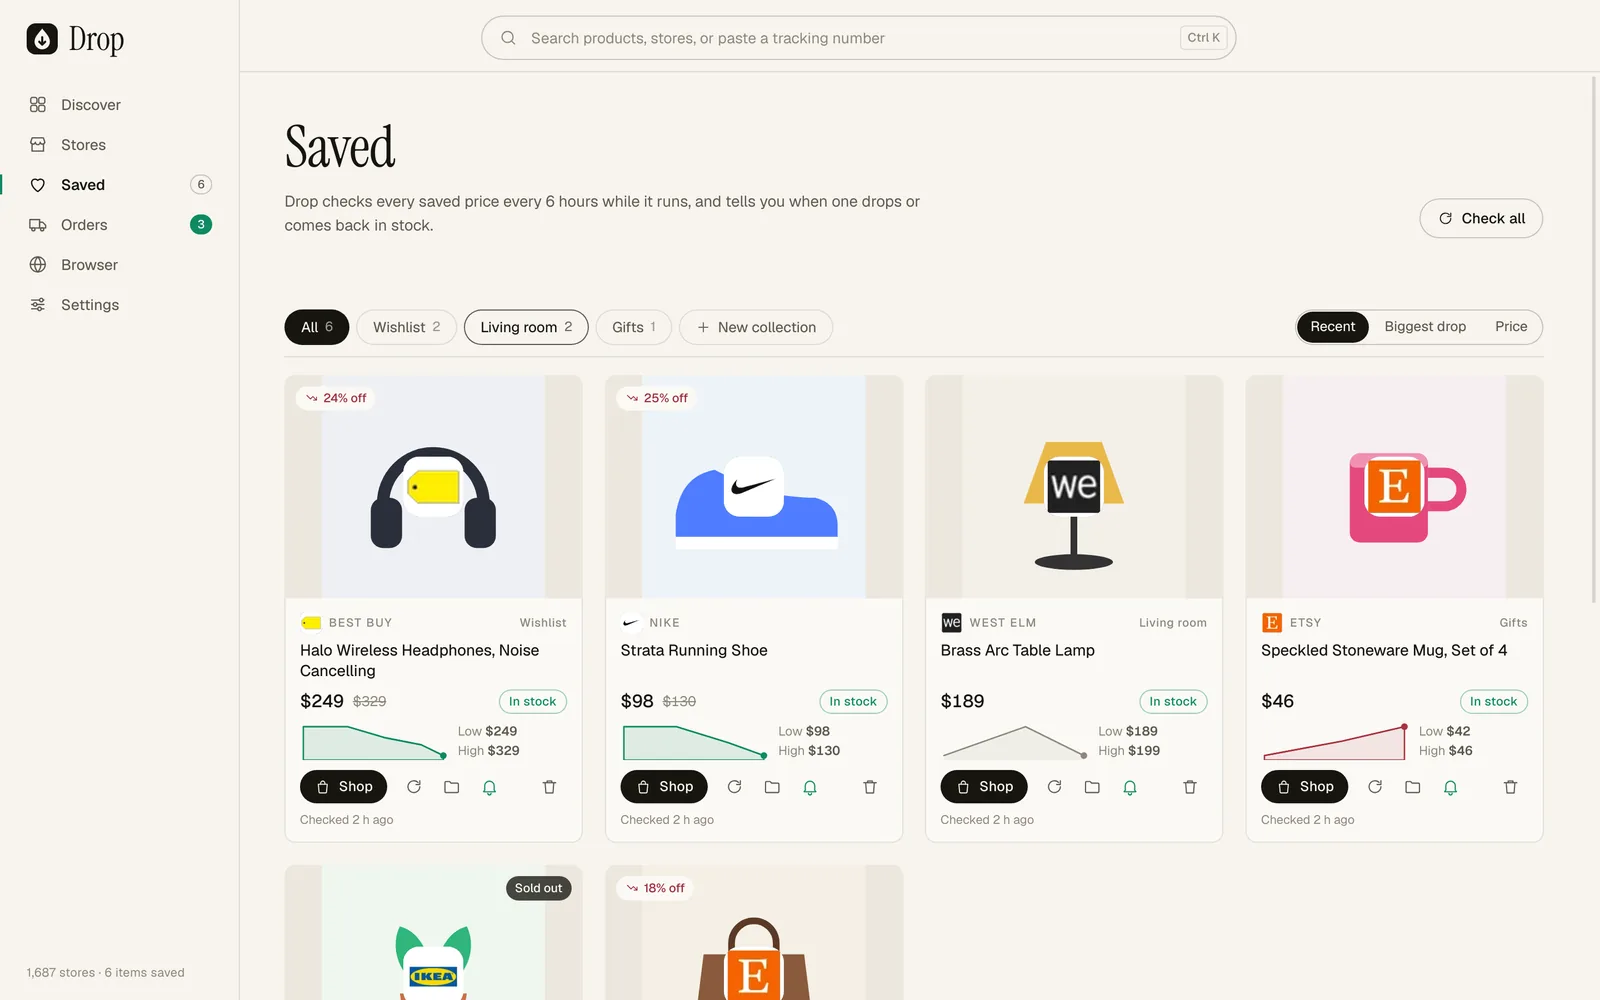 Drop
Search products, stores, or paste a tracking number
Ctrl K
Discover
Stores
Saved 6
Orders 3
Browser
Settings
1,687 stores · 6 items saved
Saved
Drop checks every saved price every 6 hours while it runs, and tells you when one drops or
comes back in stock.
Check all
All 6
Wishlist 2
Living room 2
Gifts 1
New collection
Recent
Biggest drop
Price
24% off
BEST BUY
Wishlist
Halo Wireless Headphones, Noise
Cancelling
$249 $329
In stock
Low $249
High $329
Shop
Checked 2 h ago
25% off
NIKE
Strata Running Shoe
$98 $130
In stock
Low $98
High $130
Shop
Checked 2 h ago
we
we
WEST ELM
Living room
Brass Arc Table Lamp
$189
In stock
Low $189
High $199
Shop
Checked 2 h ago
E
E
ETSY
Gifts
Speckled Stoneware Mug, Set of 4
$46
In stock
Low $42
High $46
Shop
Checked 2 h ago
Sold out
IKEA
18% off
E